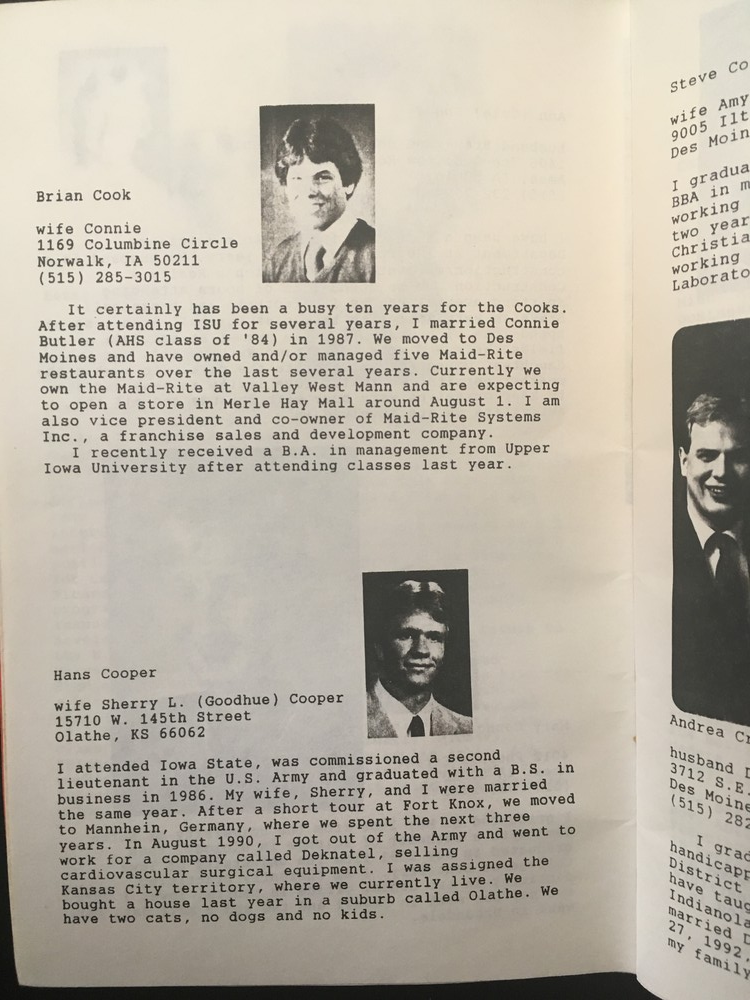 Brian Cook
wife Connie
1169 Columbine Circle
Norwalk, IA 50211
(515) 285-3015
It certainly has been a busy ten years for the Cooks.
After attending ISU for several years, I married Connie
Butler (AHS class of '84) in 1987. We moved to Des
Moines and have owned and/or managed five Maid-Rite
restaurants over the last several years. Currently we
own the Maid-Rite at Valley West Mann and are expecting
to open a store in Merle Hay Mall around August 1. I am
also vice president and co-owner of Maid-Rite Systems
Inc., a franchise sales and development company.
I recently received a B.A. in management from Upper
Iowa University after attending classes last year.
Hans Cooper
wife Sherry L. (Goodhue) Cooper
15710 W. 145th Street
Olathe, KS 66062
I attended Iowa State, was commissioned a second
lieutenant in the U.S. Army and graduated with a B.S. in
business in 1986. My wife, Sherry, and I were married
the same year. After a short tour at Fort Knox, we moved
to Mannhein, Germany, where we spent the next three
years. In August 1990, I got out of the Army and went to
work for a company called Deknatel, selling
cardiovascular surgical equipment. I was assigned the
Kansas City territory, where we currently live. We
bought a house last year in a suburb called Olathe. We
have two cats, no dogs and no kids.
Steve Co
wife Amy
9005 Ilt
Des Moin
I gradua
BBA in m
working
two year
Christia
working
Laborato
Andrea Cr
husband D
3712 S.E.
Des Moine
(515) 282
I grad
handicapp
District
have taug
Indianola
married D
27, 1992,
my family